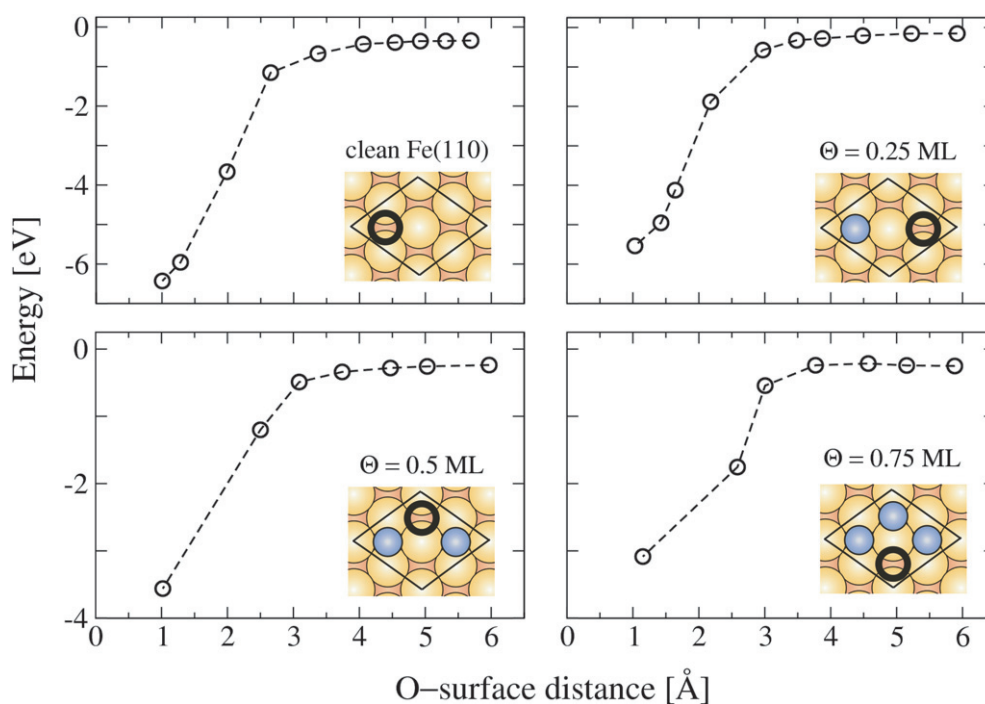 0
-2
-4
-6
clean Fe(110)
Θ = 0.25 ML
Energy [eV]
0
-2
-4
Θ = 0.5 ML
Θ = 0.75 ML
0 1 2 3 4 5 6
0 1 2 3 4 5 6
O−surface distance [Å]